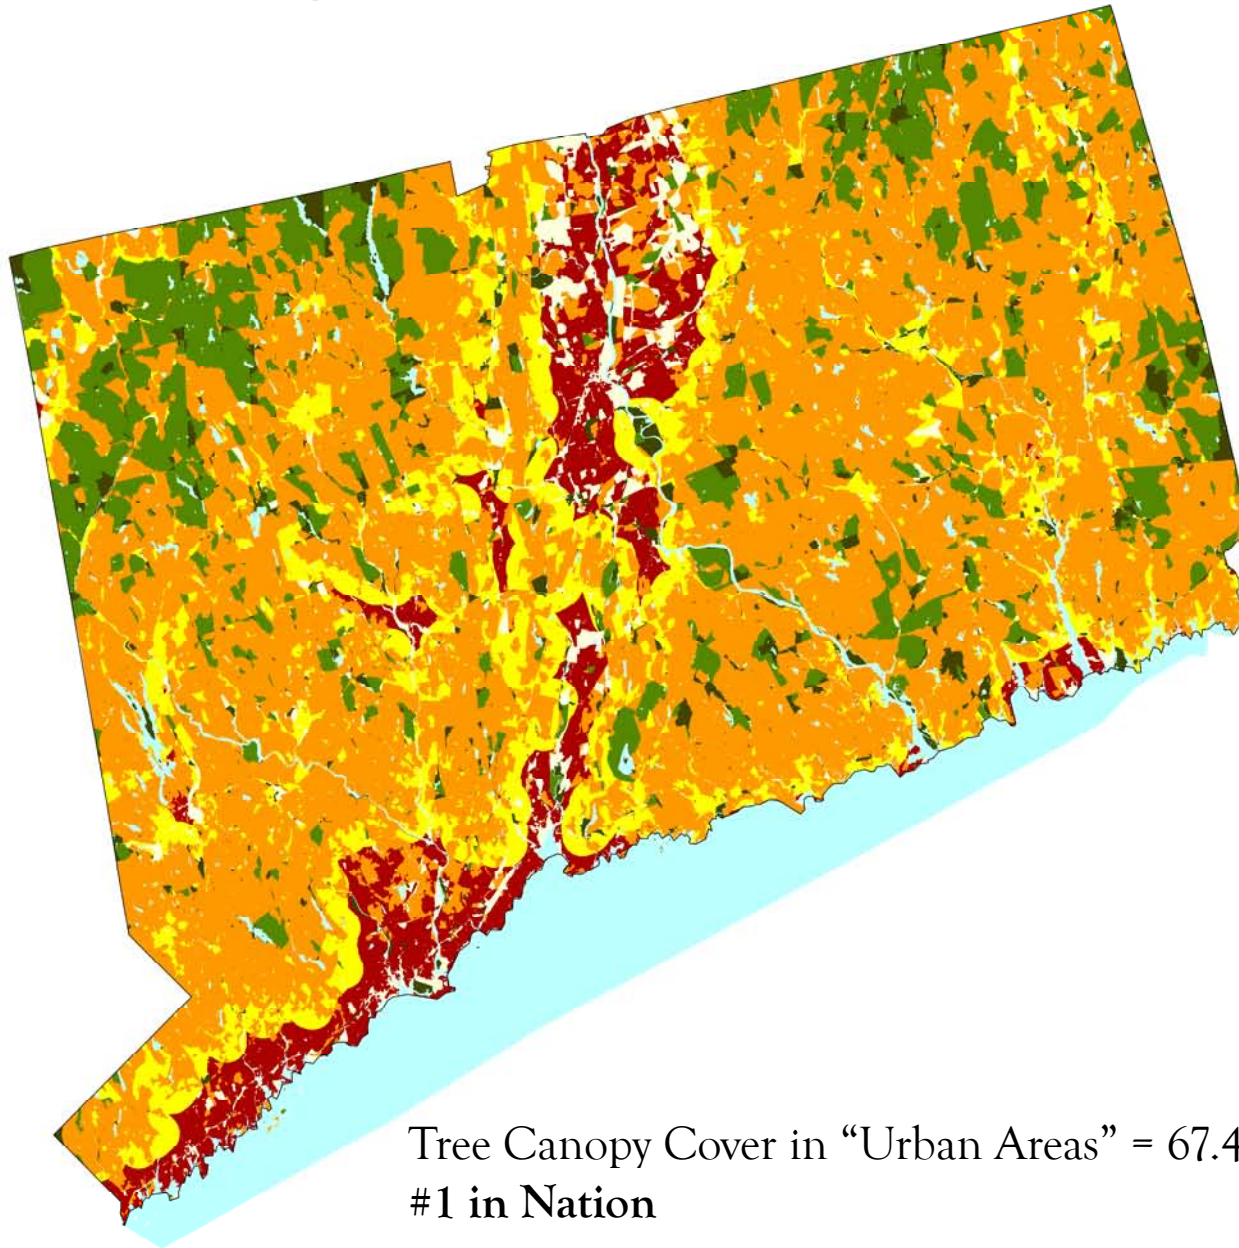 Tree Canopy Cover in “Urban Areas” = 67.4
#1 in Nation